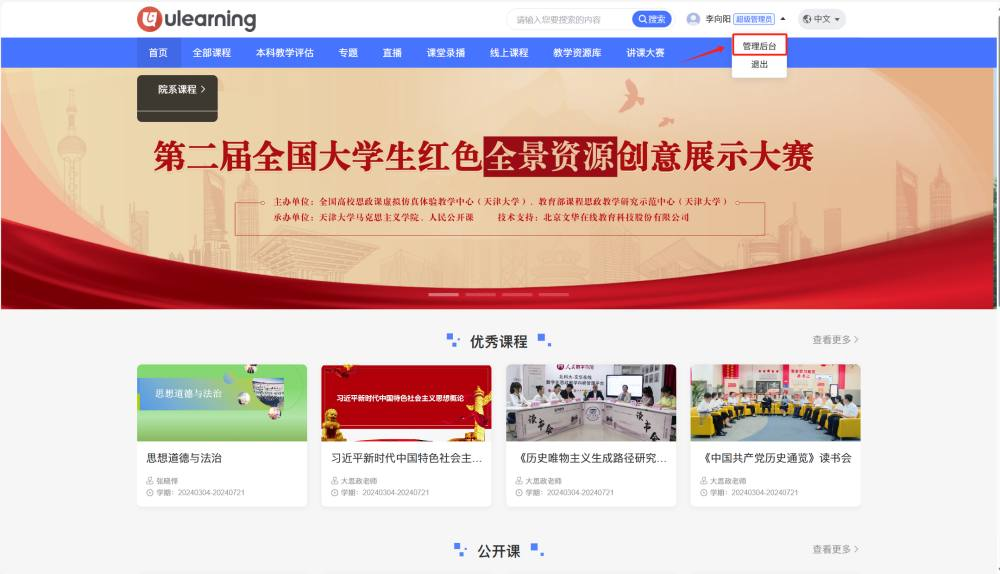 ulearning
请输入您要搜索的内容
搜索
李向阳
超级管理员
中文
首页
全部课程
本科教学评估
专题
直播
课堂录播
线上课程
教学资源库
讲课大赛
管理后台
退出
院系课程
第二届全国大学生红色全景资源创意展示大赛
主办单位：全国高校思政课虚拟仿真体验教学中心（天津大学）、教育部课程思政教学研究示范中心（天津大学）
承办单位：天津大学马克思主义学院、人民公开课 技术支持：北京文华在线教育科技股份有限公司
优秀课程
查看更多
思想道德与法治
习近平新时代中国特色社会主义思想概论
读书会
思想道德与法治
学期：20240304-20240721
习近平新时代中国特色社会主...
大思政老师
学期：20240304-20240721
《历史唯物主义生成路径研究...
大思政老师
学期：20240304-20240721
《中国共产党历史通览》读书会
大思政老师
学期：20240304-20240721
公开课
查看更多